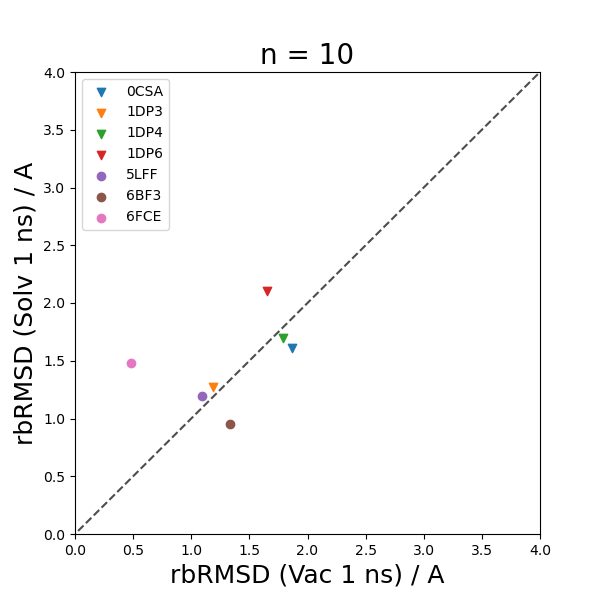 n = 10
4.0
3.5
3.0
2.5
2.0
1.5
1.0
0.5
0.0
rbRMSD (Solv 1 ns) / A
0CSA
1DP3
1DP4
1DP6
5LFF
6BF3
6FCE
0.0 0.5 1.0 1.5 2.0 2.5 3.0 3.5 4.0
rbRMSD (Vac 1 ns) / A